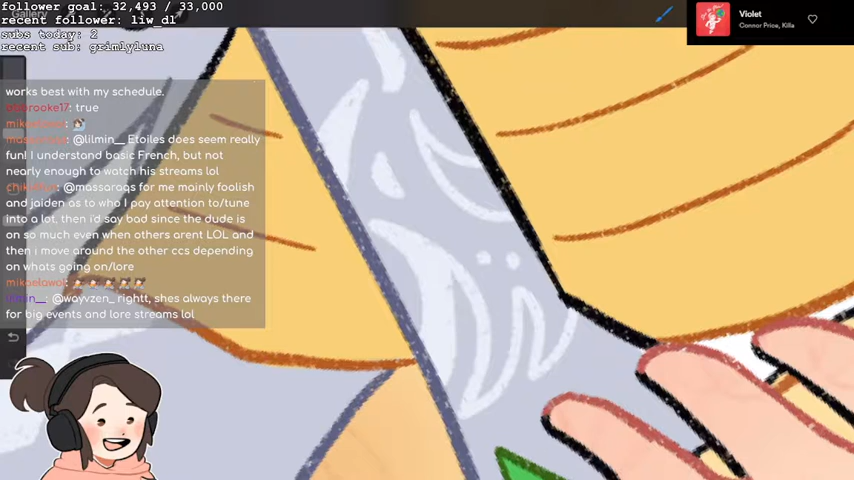 Gallery
follower goal: 32,493 / 33,000
recent follower: liw_dl
subs today: 2
recent sub: grimlyluna
Violet
Connor Price, Killa
works best with my schedule.
true
@lilmin__ Etoiles does seem really
fun! I understand basic French, but not
nearly enough to watch his streams lol
@massaraqs for me mainly foolish
and jaiden as to who I pay attention to/tune
into a lot. then i'd say bad since the dude is
on so much even when others arent LOL and
then i move around the other ccs depending
on whats going on/lore
mikaelawol:
lilmin__: @wayvzen_ rightt, shes always there
for big events and lore streams lol